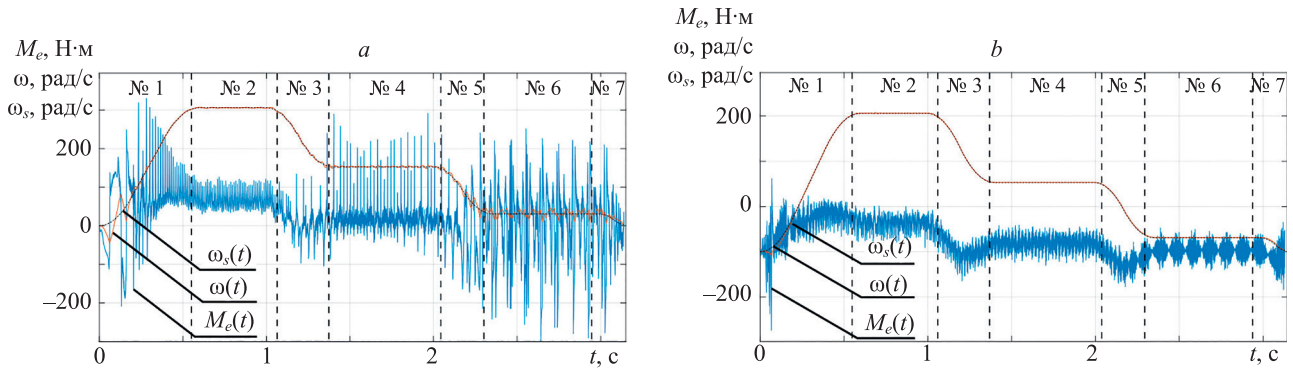 a
Mₑ, Н·м
ω, рад/с
ωₛ, рад/с
№ 1 № 2 № 3 № 4 № 5 № 6 № 7
200
0
–200
ωₛ(t)
ω(t)
Mₑ(t)
0 1 2 t, с
b
Mₑ, Н·м
ω, рад/с
ωₛ, рад/с
№ 1 № 2 № 3 № 4 № 5 № 6 № 7
200
0
–200
ωₛ(t)
ω(t)
Mₑ(t)
0 1 2 t, с